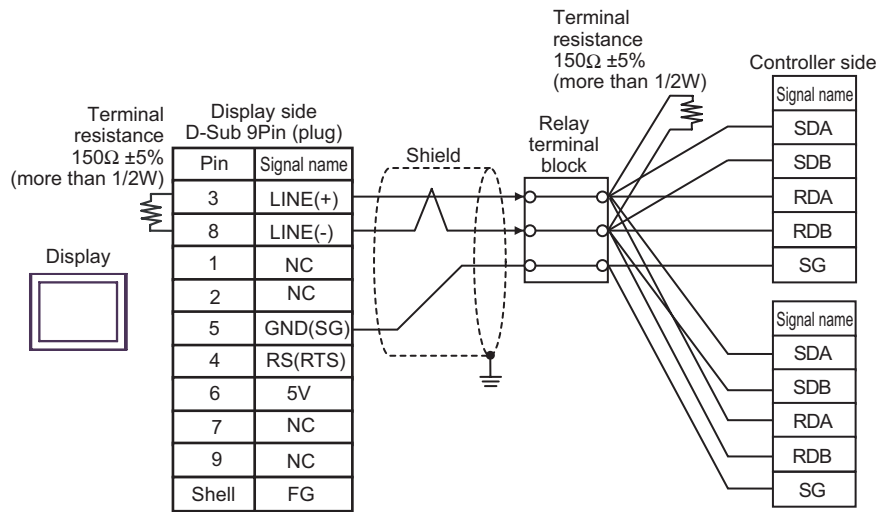 Terminal
resistance
150Ω ±5%
(more than 1/2W)
Controller side
Signal name
SDA
SDB
RDA
RDB
SG
Signal name
SDA
SDB
RDA
RDB
SG
Relay
terminal
block
Shield
Terminal
resistance
150Ω ±5%
(more than 1/2W)
Display side
D-Sub 9Pin (plug)
Pin Signal name
3 LINE(+)
8 LINE(-)
1 NC
2 NC
5 GND(SG)
4 RS(RTS)
6 5V
7 NC
9 NC
Shell FG
Display